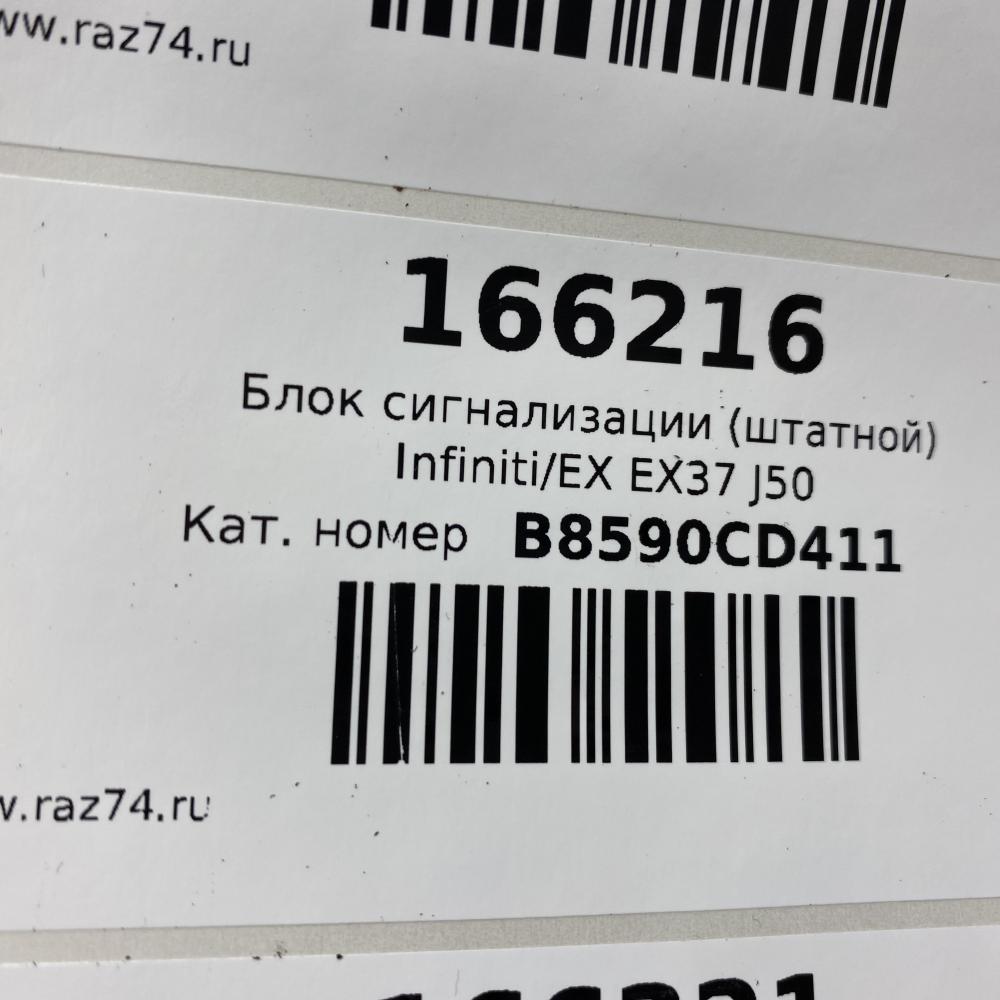 ww.raz74.ru
166216
Блок сигнализации (штатной)
Infiniti/EX EX37 J50
Кат. номер B8590CD411
w.raz74.ru